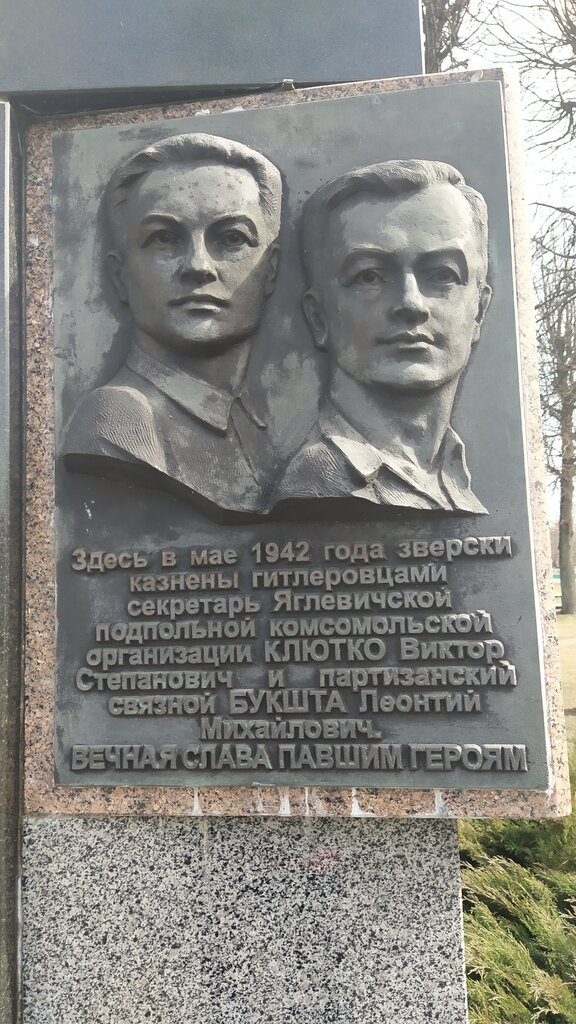 Здесь в мае 1942 года зверски
казнены гитлеровцами
секретарь Яглевичской
подпольной комсомольской
организации КЛЮТКО Виктор
Степанович и партизанский
связной БУКШТА Леонтий
Михайлович.
ВЕЧНАЯ СЛАВА ПАВШИМ ГЕРОЯМ